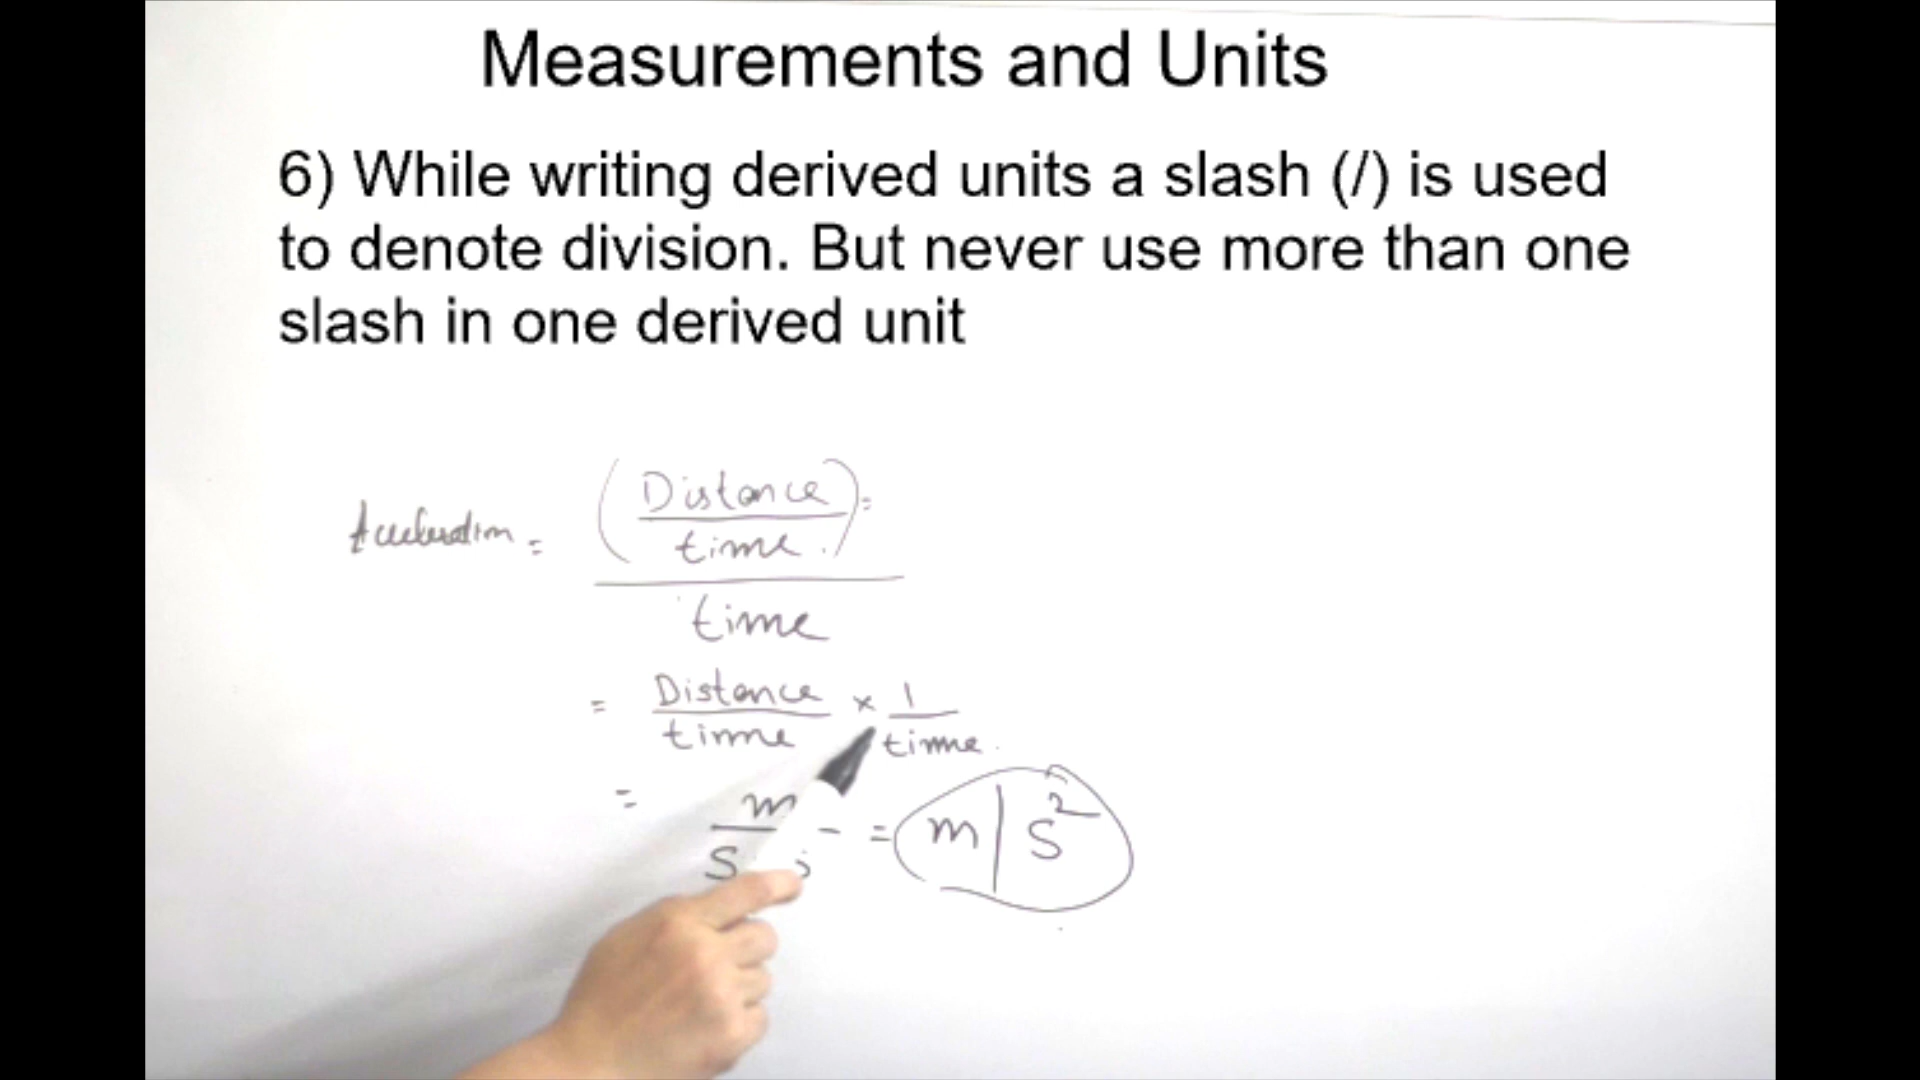 Measurements and Units
6) While writing derived units a slash (/) is used
to denote division. But never use more than one
slash in one derived unit
Acceleration = (Distance / time) =
time
= Distance / time × 1 / time
= m / s = m / s²